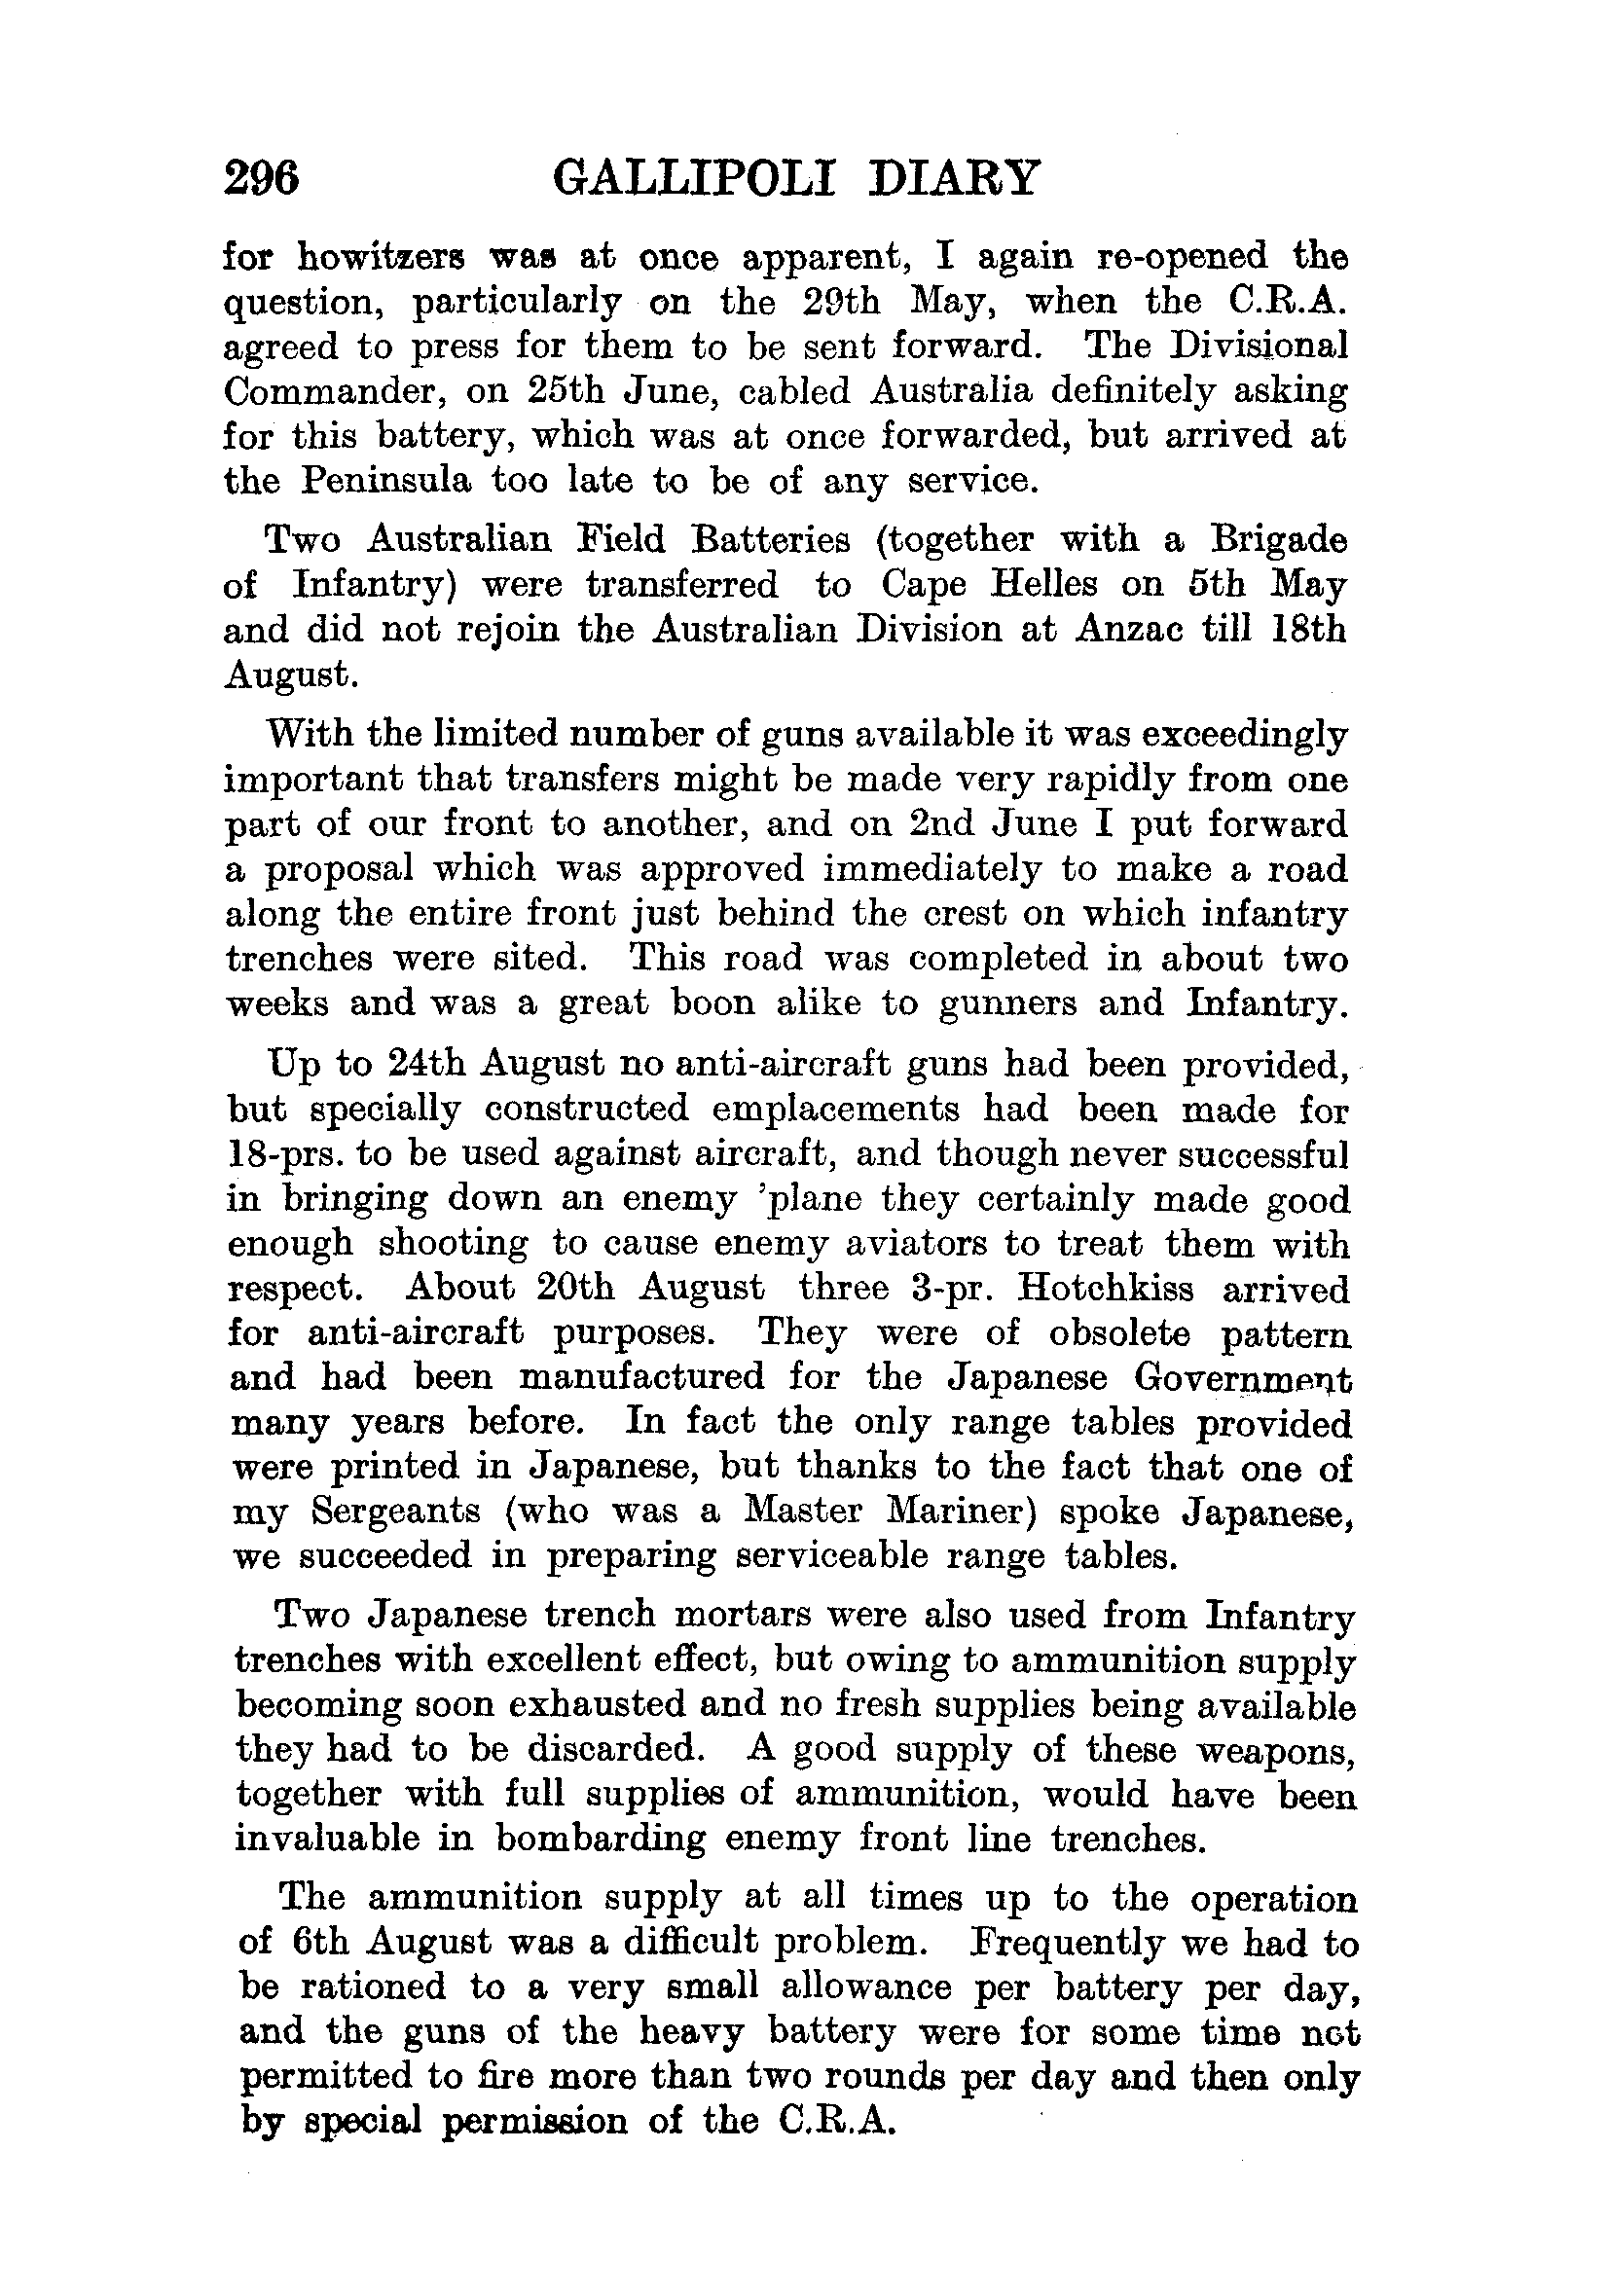 296 GALLIPOLI DIARY
for howitzers was at once apparent, I again re-opened the
question, particularly on the 29th May, when the C.R.A.
agreed to press for them to be sent forward. The Divisional
Commander, on 25th June, cabled Australia definitely asking
for this battery, which was at once forwarded, but arrived at
the Peninsula too late to be of any service.
Two Australian Field Batteries (together with a Brigade
of Infantry) were transferred to Cape Helles on 5th May
and did not rejoin the Australian Division at Anzac till 18th
August.
With the limited number of guns available it was exceedingly
important that transfers might be made very rapidly from one
part of our front to another, and on 2nd June I put forward
a proposal which was approved immediately to make a road
along the entire front just behind the crest on which infantry
trenches were sited. This road was completed in about two
weeks and was a great boon alike to gunners and Infantry.
Up to 24th August no anti-aircraft guns had been provided,
but specially constructed emplacements had been made for
18-prs. to be used against aircraft, and though never successful
in bringing down an enemy 'plane they certainly made good
enough shooting to cause enemy aviators to treat them with
respect. About 20th August three 3-pr. Hotchkiss arrived
for anti-aircraft purposes. They were of obsolete pattern
and had been manufactured for the Japanese Government
many years before. In fact the only range tables provided
were printed in Japanese, but thanks to the fact that one of
my Sergeants (who was a Master Mariner) spoke Japanese,
we succeeded in preparing serviceable range tables.
Two Japanese trench mortars were also used from Infantry
trenches with excellent effect, but owing to ammunition supply
becoming soon exhausted and no fresh supplies being available
they had to be discarded. A good supply of these weapons,
together with full supplies of ammunition, would have been
invaluable in bombarding enemy front line trenches.
The ammunition supply at all times up to the operation
of 6th August was a difficult problem. Frequently we had to
be rationed to a very small allowance per battery per day,
and the guns of the heavy battery were for some time not
permitted to fire more than two rounds per day and then only
by special permission of the C.R.A.